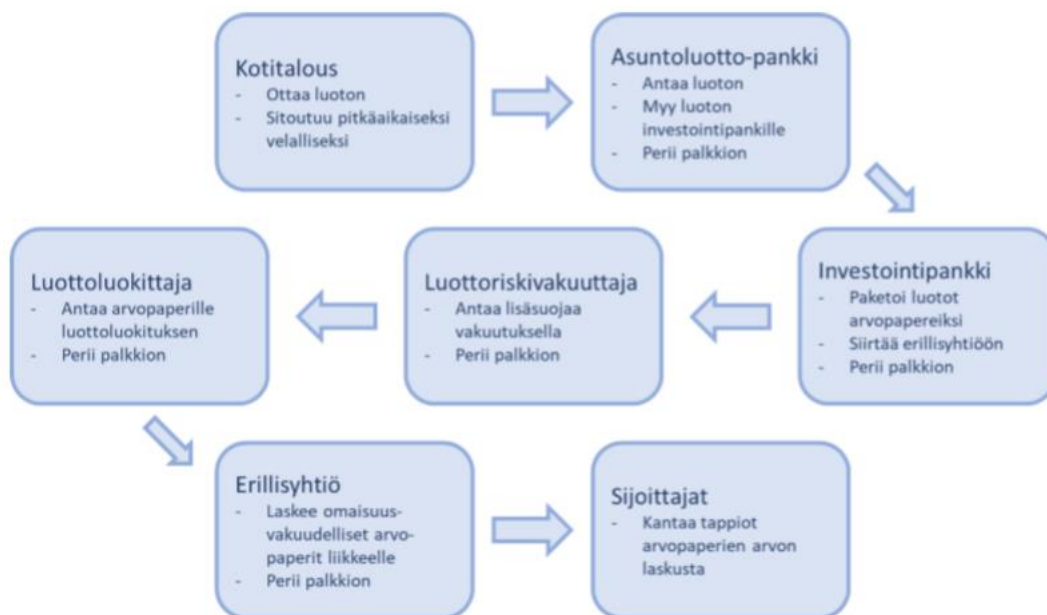 Kotitalous
- Ottaa luoton
- Sitoutuu pitkäaikaiseksi
velalliseksi
Asuntoluotto-pankki
- Antaa luoton
- Myy luoton
investointipankille
- Perii palkkion
Investointipankki
- Paketoi luotot
arvopapereiksi
- Siirtää erillisyhtiöön
- Perii palkkion
Luottoriskivakuuttaja
- Antaa lisäsuojaa
vakuutuksella
- Perii palkkion
Luottoluokittaja
- Antaa arvopaperille
luottoluokituksen
- Perii palkkion
Erillisyhtiö
- Laskee omaisuus-
vakuudelliset arvo-
paperit liikkeelle
- Perii palkkion
Sijoittajat
- Kantaa tappiot
arvopaperien arvon
laskusta